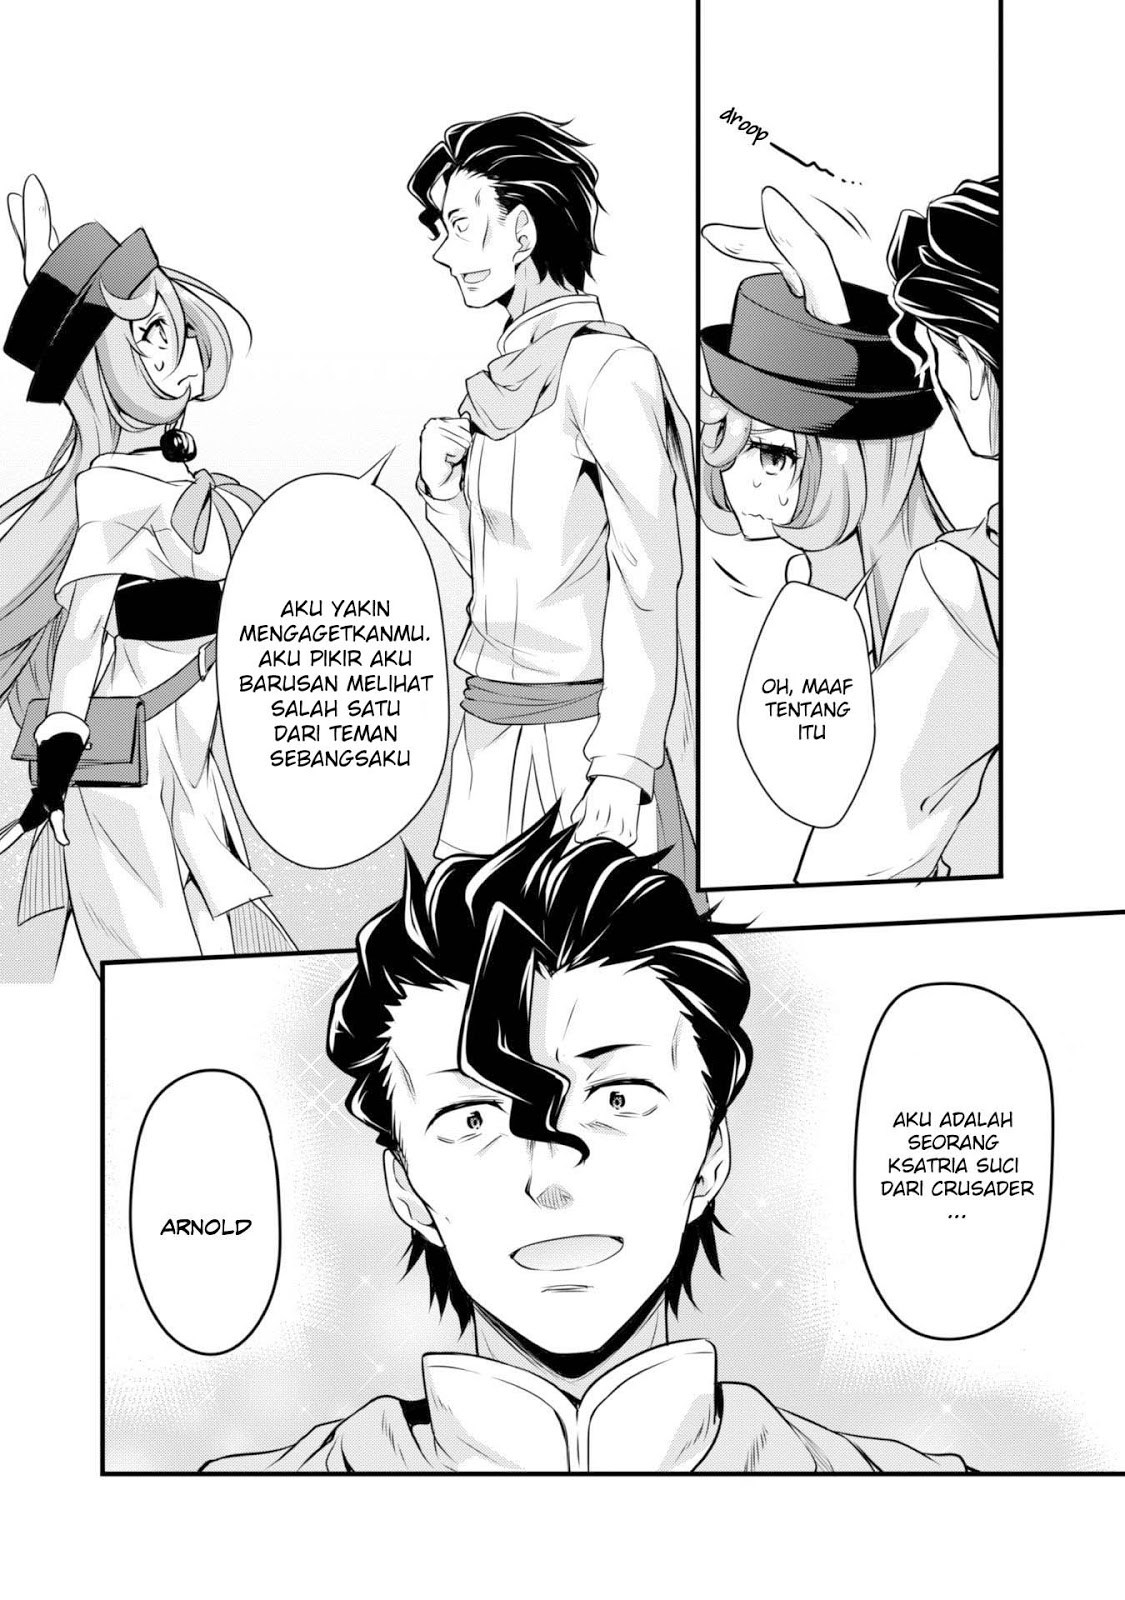 droop
OH, MAAF
TENTANG
ITU
AKU YAKIN
MENGAGETKANMU.
AKU PIKIR AKU
BARUSAN MELIHAT
SALAH SATU
DARI TEMAN
SEBANGSAKU
AKU ADALAH
SEORANG
KSATRIA SUCI
DARI CRUSADER
...
ARNOLD